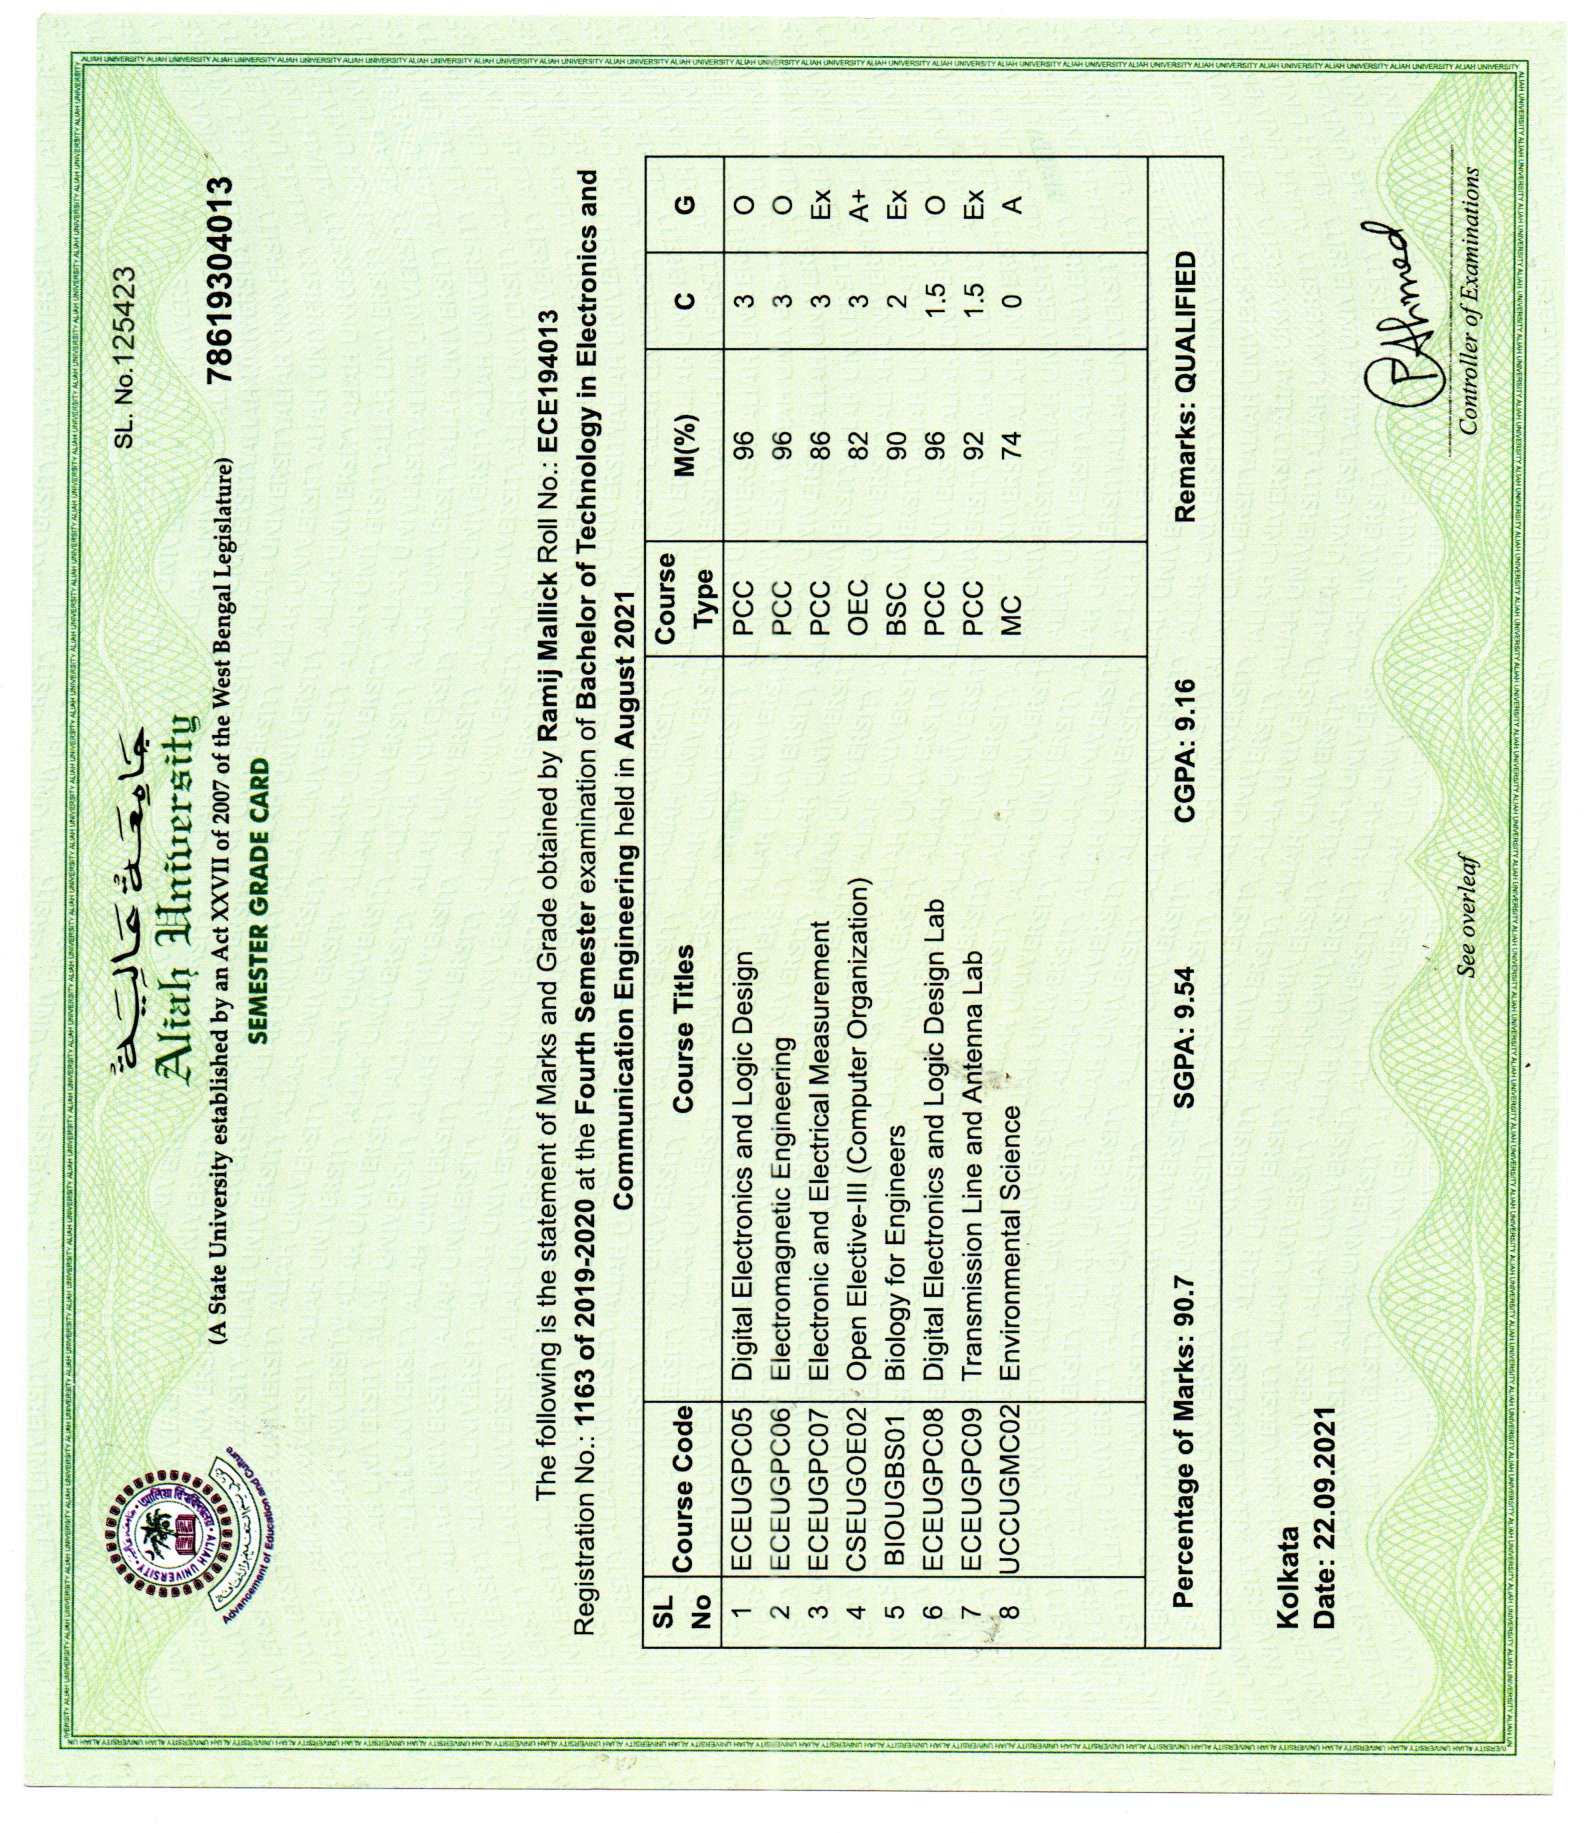 SL. No.125423
جَامِعَة عَالِيَة
Aliah University
78619304013
(A State University established by an Act XXVII of 2007 of the West Bengal Legislature)
SEMESTER GRADE CARD
আলিয়া বিশ্ববিদ্যালয়
ALIAH UNIVERSITY
Advancement of Education and Culture
The following is the statement of Marks and Grade obtained by Ramij Mallick Roll No.: ECE194013
Registration No.: 1163 of 2019-2020 at the Fourth Semester examination of Bachelor of Technology in Electronics and
Communication Engineering held in August 2021
SL No Course Code Course Titles Course Type M(%) C G
1 ECEUGPC05 Digital Electronics and Logic Design PCC 96 3 O
2 ECEUGPC06 Electromagnetic Engineering PCC 96 3 O
3 ECEUGPC07 Electronic and Electrical Measurement PCC 86 3 Ex
4 CSEUGOE02 Open Elective-III (Computer Organization) OEC 82 3 A+
5 BIOUGBS01 Biology for Engineers BSC 90 2 Ex
6 ECEUGPC08 Digital Electronics and Logic Design Lab PCC 96 1.5 O
7 ECEUGPC09 Transmission Line and Antenna Lab PCC 92 1.5 Ex
8 UCCUGMC02 Environmental Science MC 74 0 A
Percentage of Marks: 90.7 SGPA: 9.54 CGPA: 9.16 Remarks: QUALIFIED
Kolkata
Date: 22.09.2021
PAhmed
See overleaf
Controller of Examinations